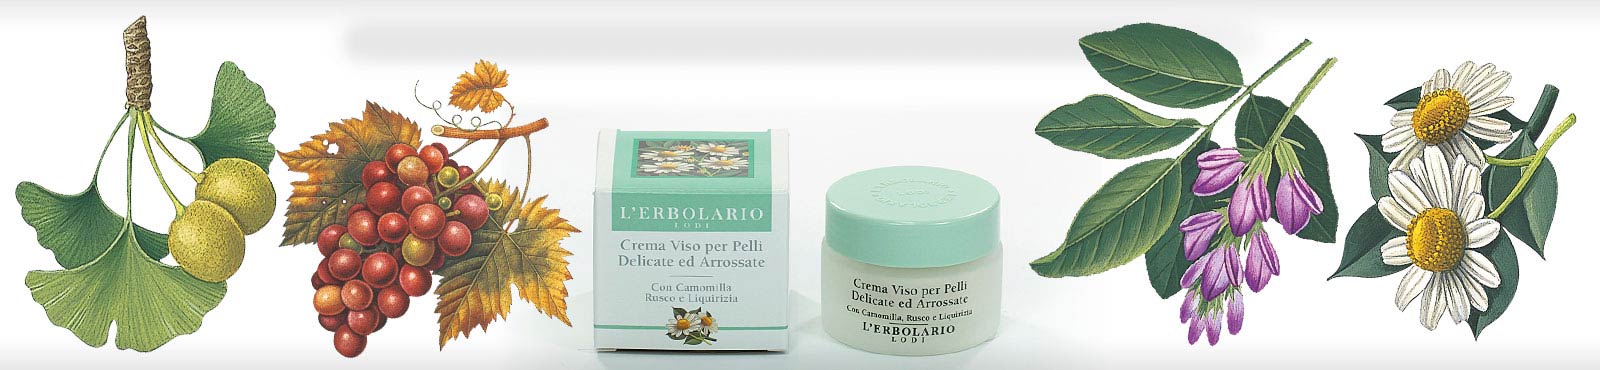 L'ERBOLARIO
LODI
Crema Viso per Pelli
Delicate ed Arrossate
Con Camomilla
Rusco e Liquirizia
Crema Viso per Pelli
Delicate ed Arrossate
Con Camomilla, Rusco e Liquirizia
L'ERBOLARIO
LODI